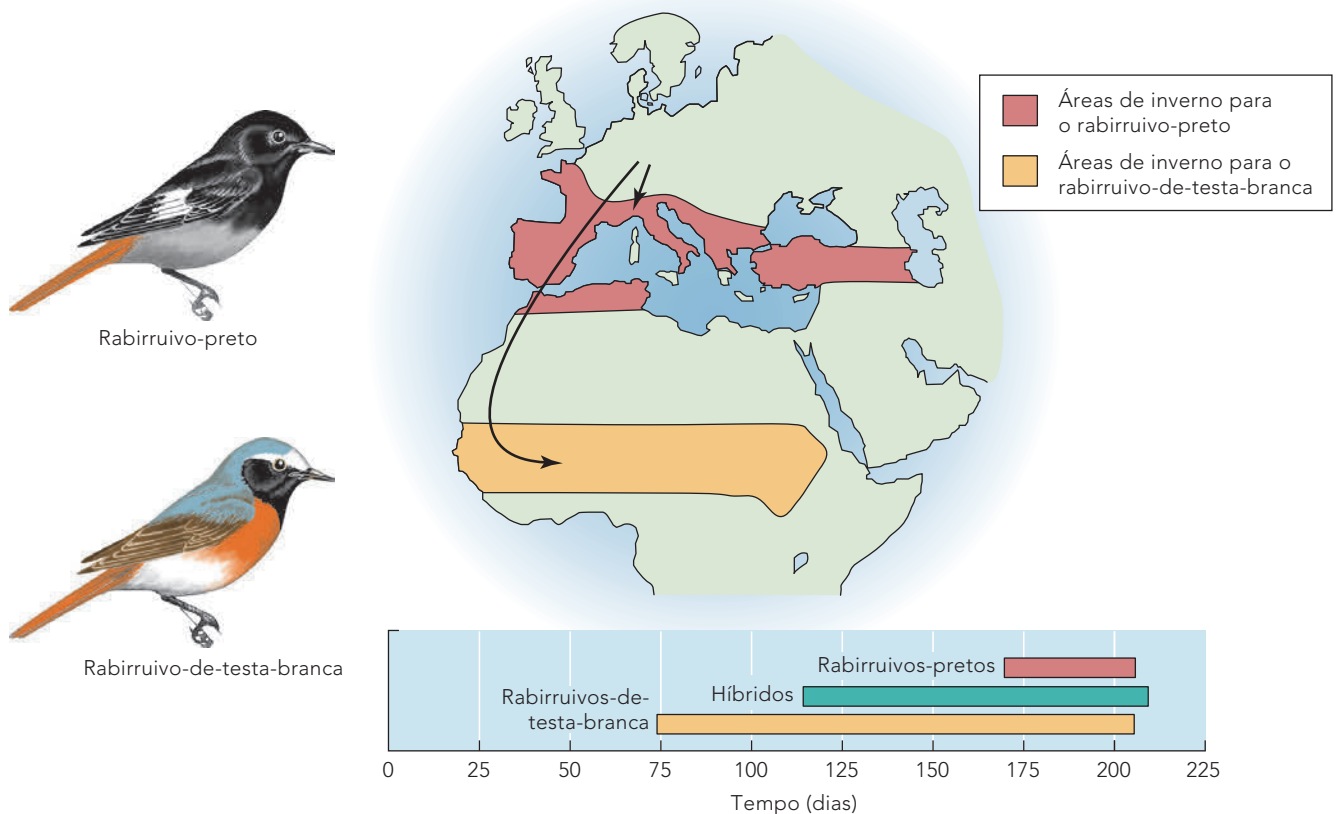 Áreas de inverno para
o rabirruivo-preto
Áreas de inverno para o
rabirruivo-de-testa-branca
Rabirruivo-preto
Rabirruivo-de-testa-branca
Rabirruivos-pretos
Híbridos
Rabirruivos-de-
testa-branca
0 25 50 75 100 125 150 175 200 225
Tempo (dias)